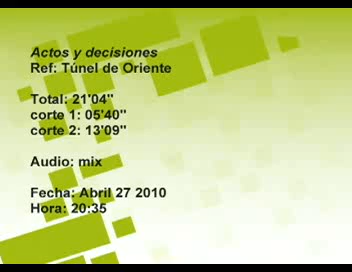 Actos y decisiones
Ref: Túnel de Oriente
Total: 21'04"
corte 1: 05'40"
corte 2: 13'09"
Audio: mix
Fecha: Abril 27 2010
Hora: 20:35